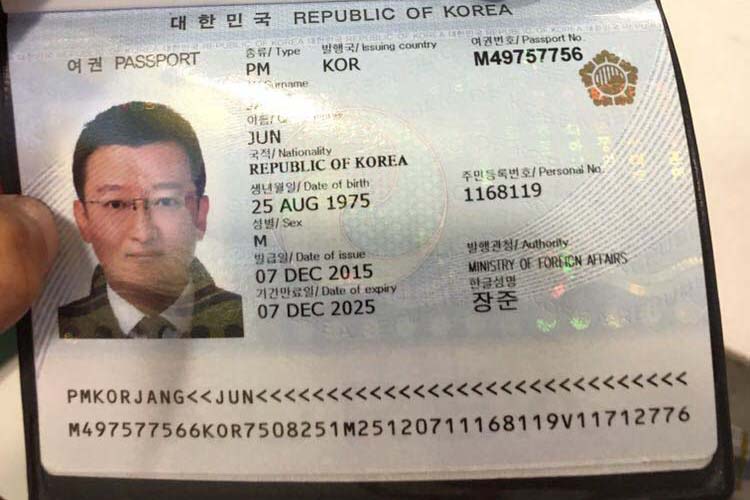 대한민국 REPUBLIC OF KOREA
여권 PASSPORT
종류/ Type 발행국/ Issuing country 여권번호/ Passport No.
PM KOR M49757756
Surname
이름/
JUN
국적/ Nationality
REPUBLIC OF KOREA
생년월일/ Date of birth 주민등록번호/ Personal No.
25 AUG 1975 1168119
성별/ Sex
M
발급일/ Date of issue 발행관청/ Authority
07 DEC 2015 MINISTRY OF FOREIGN AFFAIRS
기간만료일/ Date of expiry 한글성명
07 DEC 2025 장준
PMKORJANG<<JUN<<<<<<<<<<<<<<<<<<<<<<<<<<<<<<
M497577566KOR7508251M25120711168119V11712776